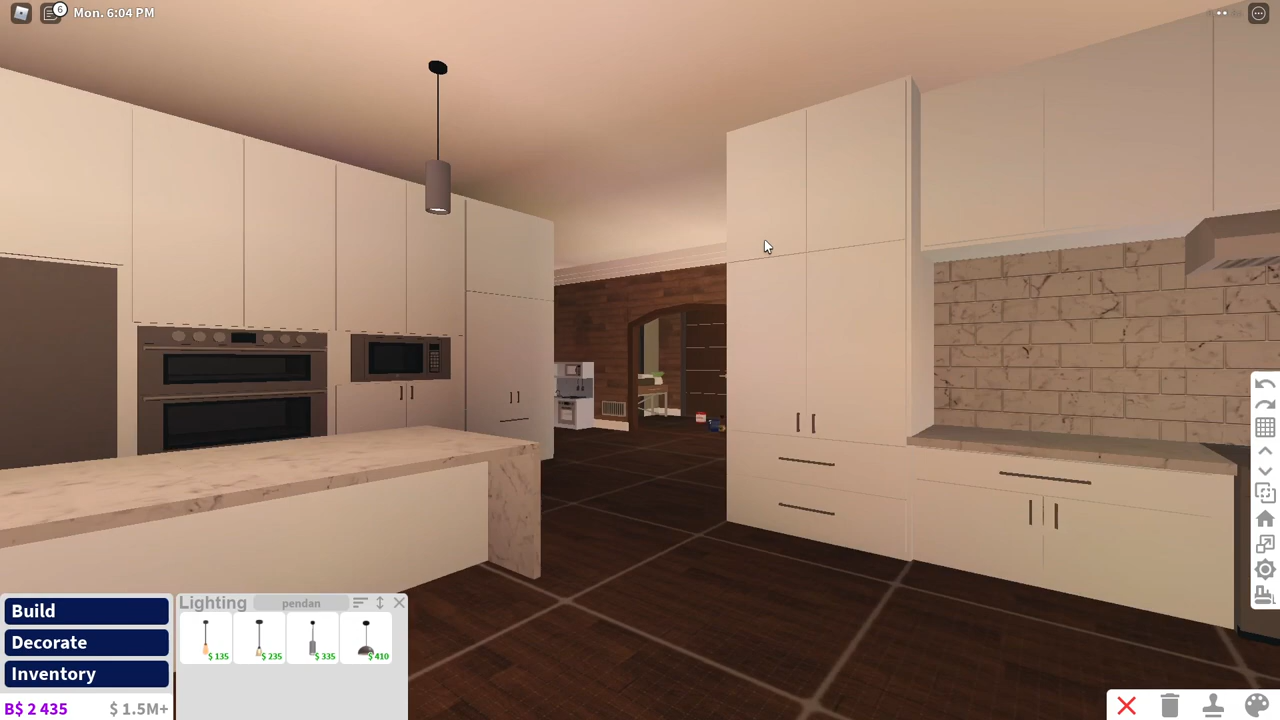 6
Mon. 6:04 PM
Lighting
pendan
$ 135
$ 235
$ 335
$ 410
Build
Decorate
Inventory
B$ 2 435
$ 1.5M+